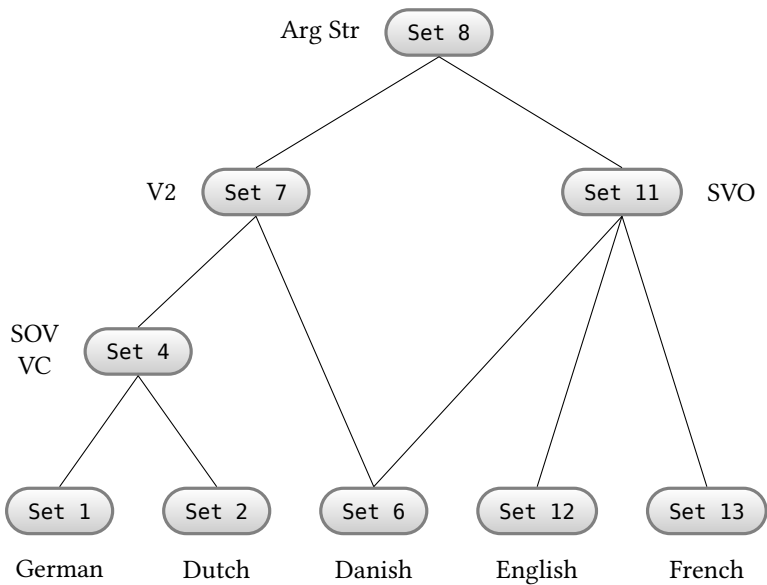 Arg Str Set 8
V2 Set 7 Set 11 SVO
SOV
VC Set 4
Set 1 Set 2 Set 6 Set 12 Set 13
German Dutch Danish English French